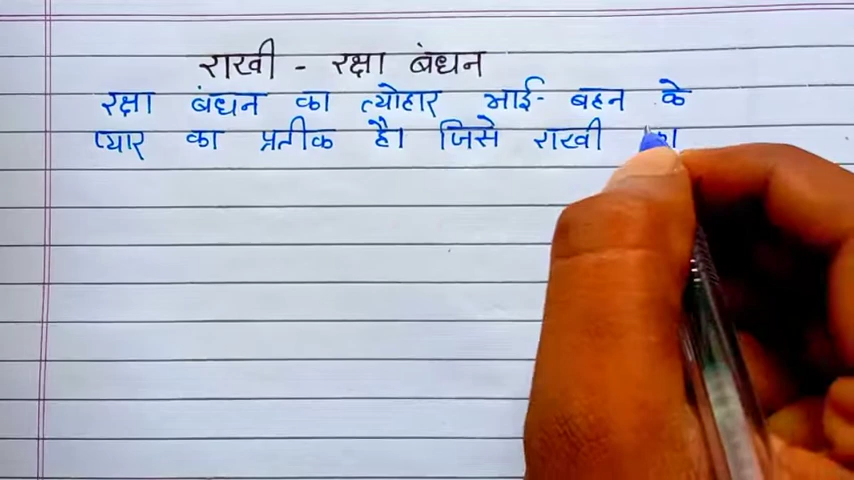 राखी - रक्षा बंधन
रक्षा बंधन का त्योहार भाई- बहन के
प्यार का प्रतीक है। जिसे राखी